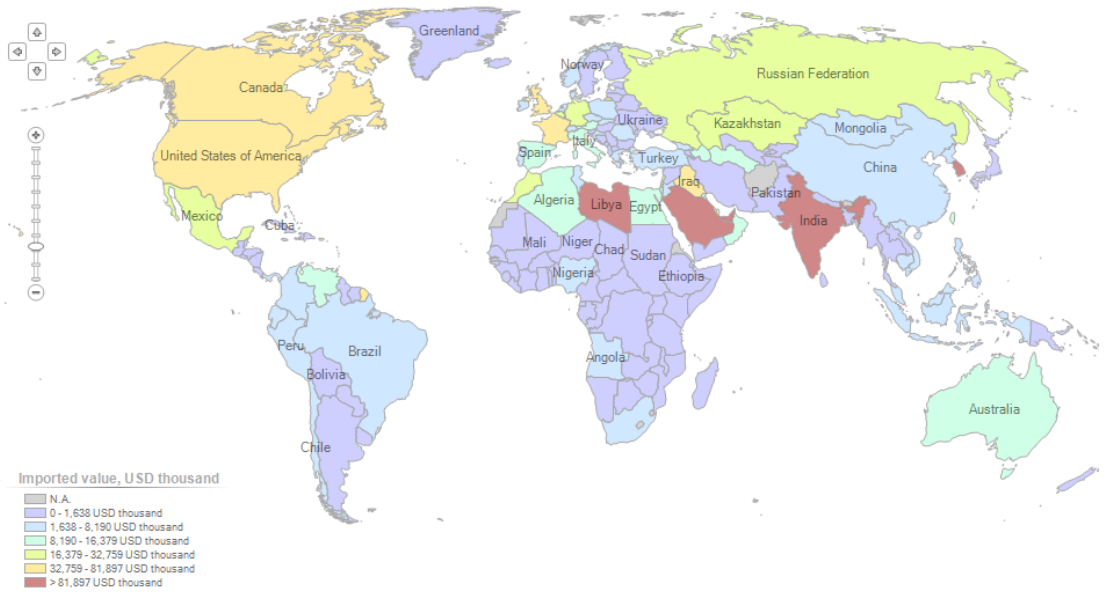 Greenland
Norway
Russian Federation
Canada
Ukraine
Kazakhstan
Mongolia
United States of America
Italy
Spain
Turkey
China
Iraq
Pakistan
Algeria
Libya
Egypt
Mexico
India
Cuba
Mali
Niger
Chad
Sudan
Nigeria
Ethiopia
Peru
Brazil
Angola
Bolivia
Australia
Chile
Imported value, USD thousand
N.A.
0 - 1,638 USD thousand
1,638 - 8,190 USD thousand
8,190 - 16,379 USD thousand
16,379 - 32,759 USD thousand
32,759 - 81,897 USD thousand
> 81,897 USD thousand